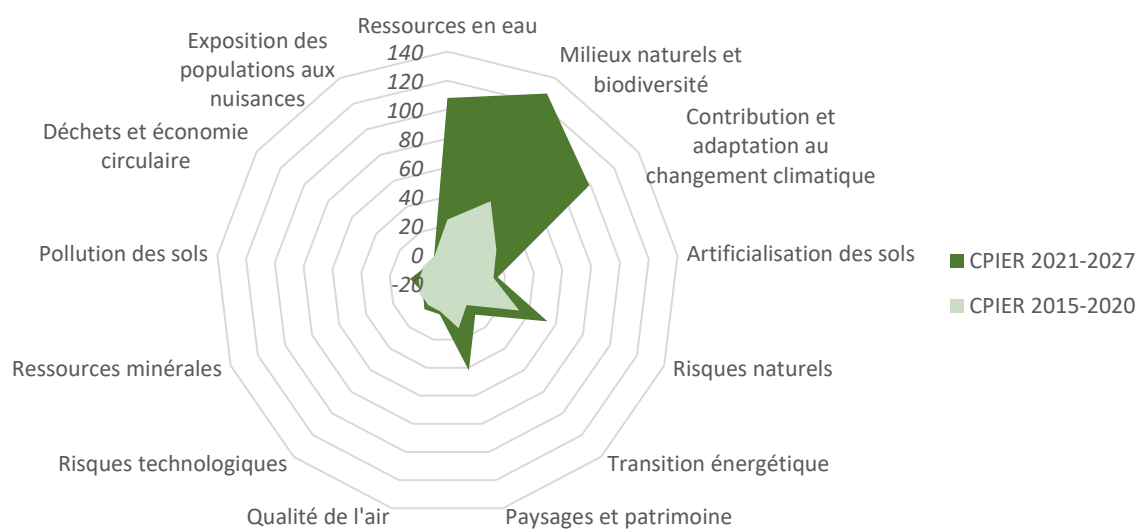 Ressources en eau
Milieux naturels et
biodiversité
Contribution et
adaptation au
changement climatique
Artificialisation des sols
Risques naturels
Transition énergétique
Paysages et patrimoine
Qualité de l'air
Risques technologiques
Ressources minérales
Pollution des sols
Déchets et économie
circulaire
Exposition des
populations aux
nuisances
140
120
100
80
60
40
20
0
-20
CPIER 2021-2027
CPIER 2015-2020